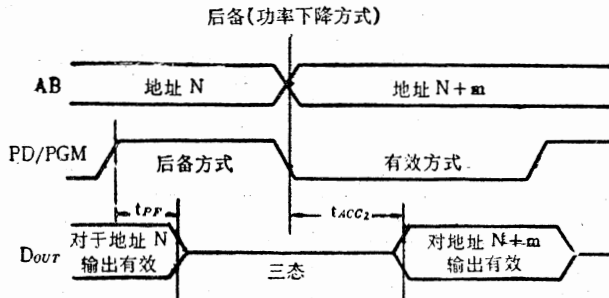 后备(功率下降方式)
AB 地址 N 地址 N+m
PD/PGM 后备方式 有效方式
tPF tACC2
DOUT 对于地址 N 输出有效 三态 对地址 N+m 输出有效